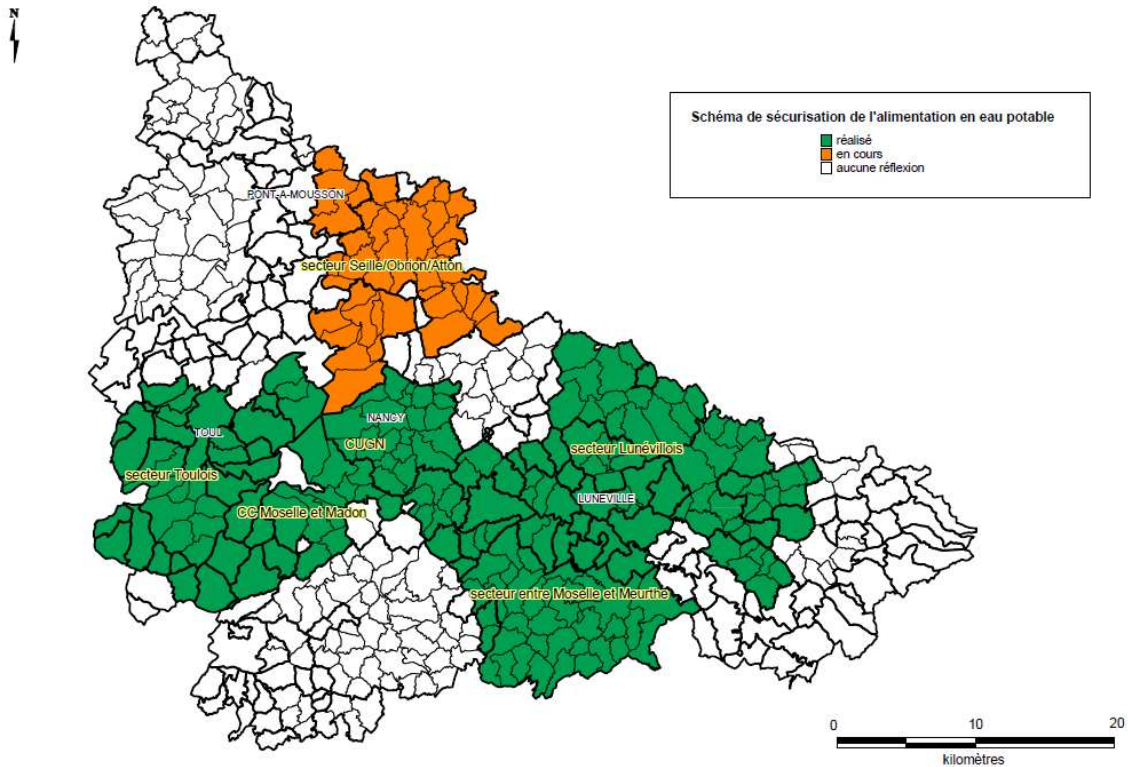 N
Schéma de sécurisation de l'alimentation en eau potable
réalisé
en cours
aucune réflexion
PONT-A-MOUSSON
secteur Seille/Obrion/Atton
NANCY
TOUL
CUGN
secteur Lunévillois
secteur Toulois
LUNEVILLE
CC Moselle et Madon
secteur entre Moselle et Meurthe
0 10 20
kilomètres